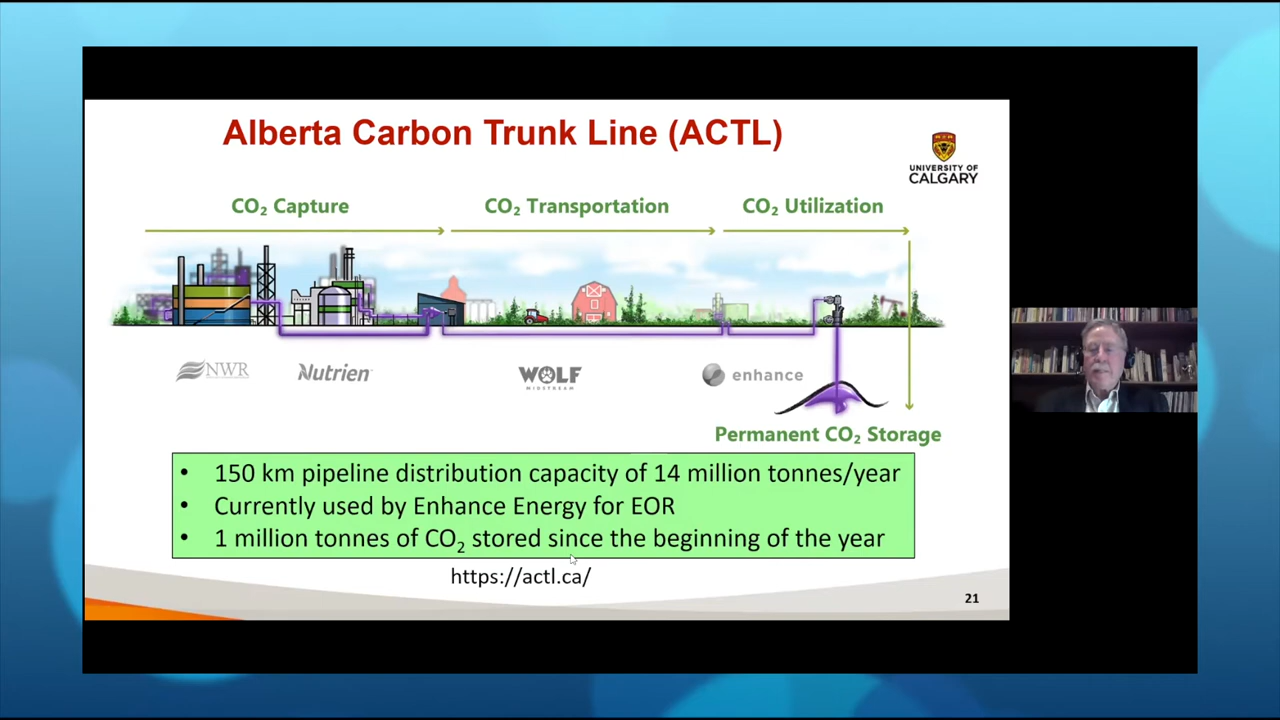 Alberta Carbon Trunk Line (ACTL)
UNIVERSITY OF
CALGARY
CO₂ Capture
CO₂ Transportation
CO₂ Utilization
NWR
Nutrien
WOLF
MIDSTREAM
enhance
Permanent CO₂ Storage
• 150 km pipeline distribution capacity of 14 million tonnes/year
• Currently used by Enhance Energy for EOR
• 1 million tonnes of CO₂ stored since the beginning of the year
https://actl.ca/
21